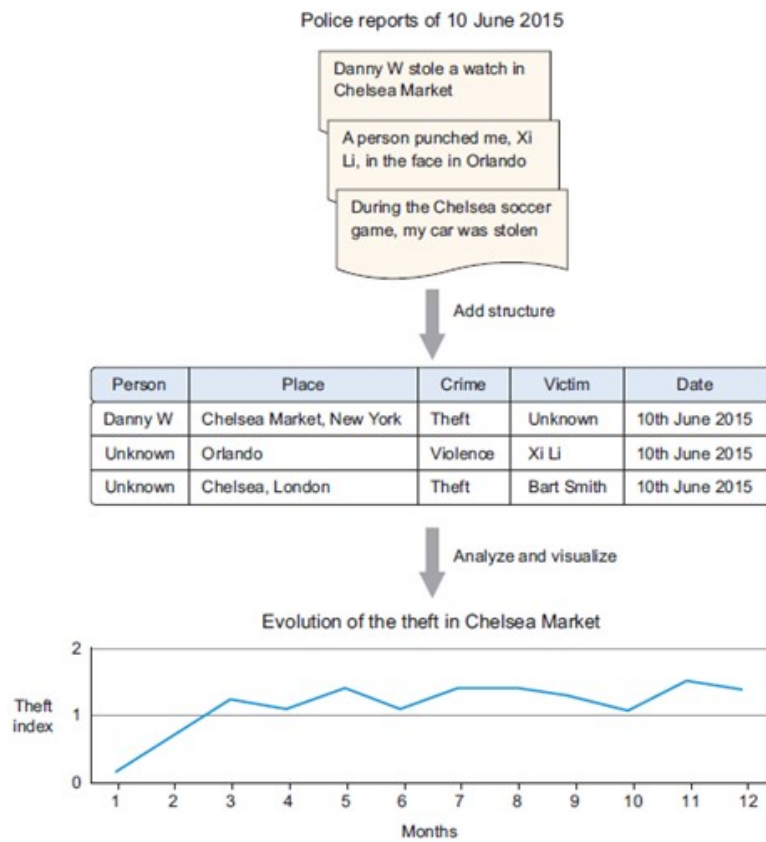 Police reports of 10 June 2015
Danny W stole a watch in
Chelsea Market
A person punched me, Xi
Li, in the face in Orlando
During the Chelsea soccer
game, my car was stolen
Add structure
Person Place Crime Victim Date
Danny W Chelsea Market, New York Theft Unknown 10th June 2015
Unknown Orlando Violence Xi Li 10th June 2015
Unknown Chelsea, London Theft Bart Smith 10th June 2015
Analyze and visualize
Evolution of the theft in Chelsea Market
2
Theft
index
1
0
1 2 3 4 5 6 7 8 9 10 11 12
Months